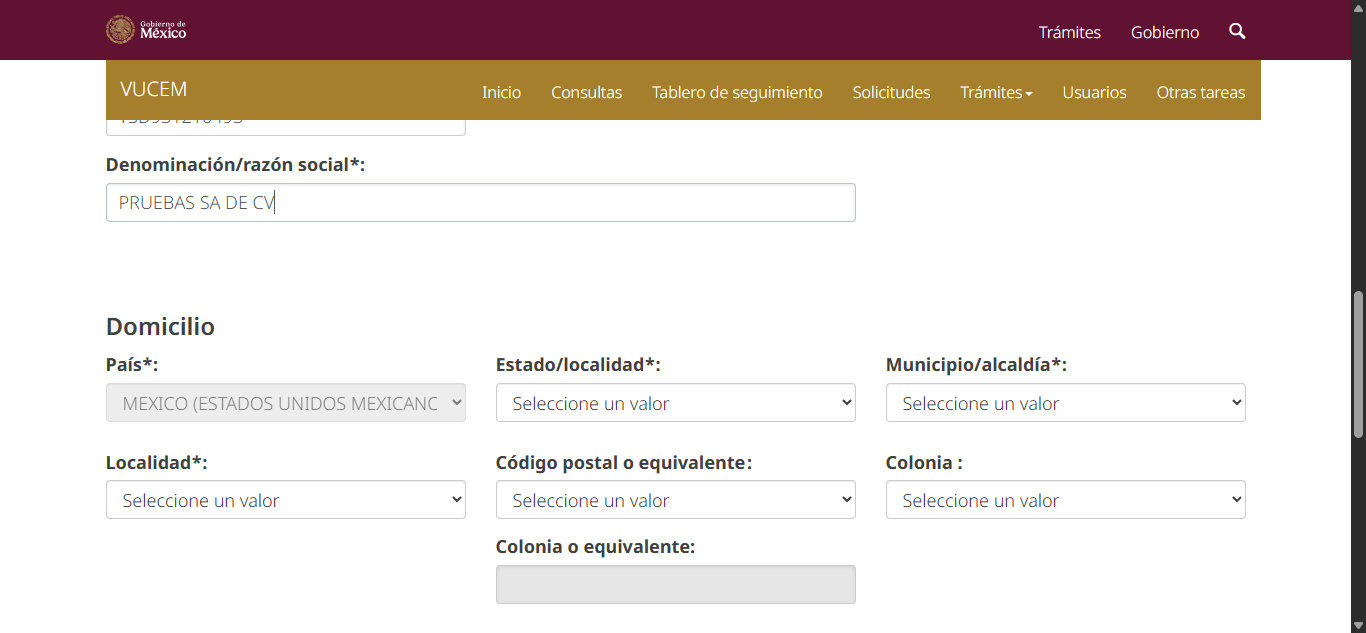 Gobierno de
México
Trámites
Gobierno
VUCEM
Inicio
Consultas
Tablero de seguimiento
Solicitudes
Trámites
Usuarios
Otras tareas
Denominación/razón social*:
PRUEBAS SA DE CV
Domicilio
País*:
Estado/localidad*:
Municipio/alcaldía*:
MEXICO (ESTADOS UNIDOS MEXICANC
Seleccione un valor
Seleccione un valor
Localidad*:
Código postal o equivalente:
Colonia :
Seleccione un valor
Seleccione un valor
Seleccione un valor
Colonia o equivalente: